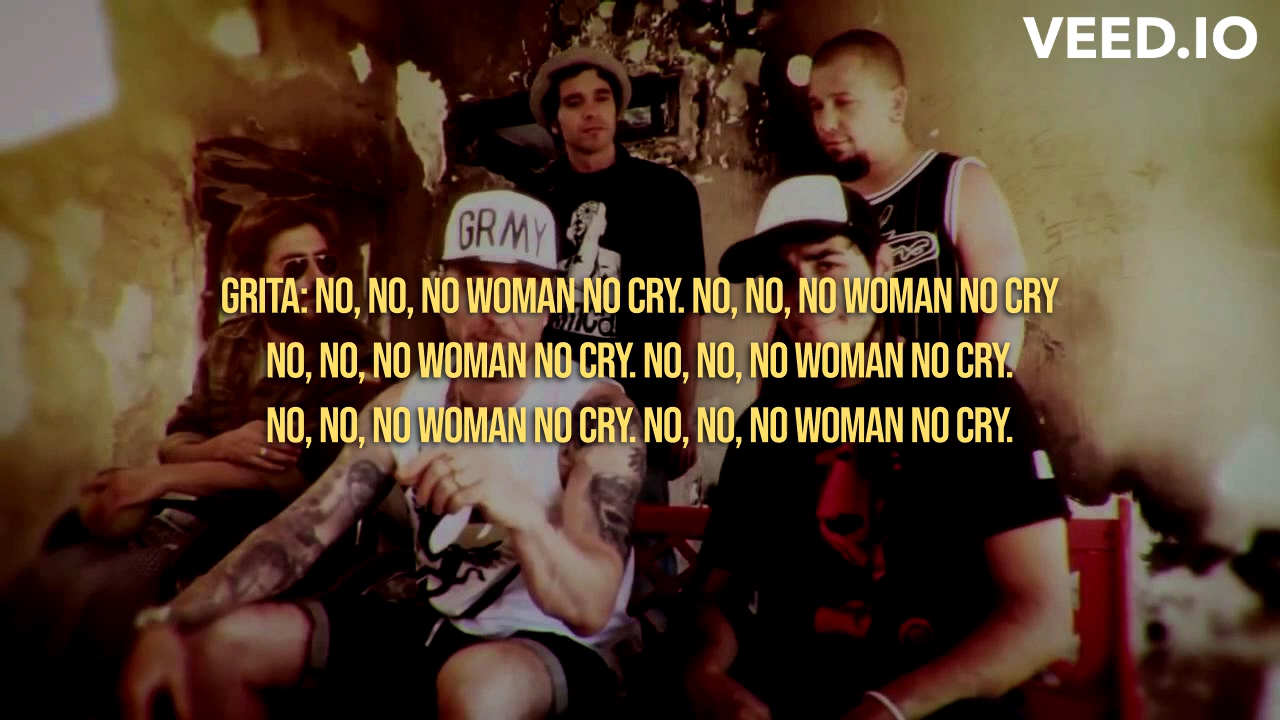 VEED.IO
GRMY
GRITA: NO, NO, NO WOMAN NO CRY. NO, NO, NO WOMAN NO CRY
NO, NO, NO WOMAN NO CRY. NO, NO, NO WOMAN NO CRY.
NO, NO, NO WOMAN NO CRY. NO, NO, NO WOMAN NO CRY.